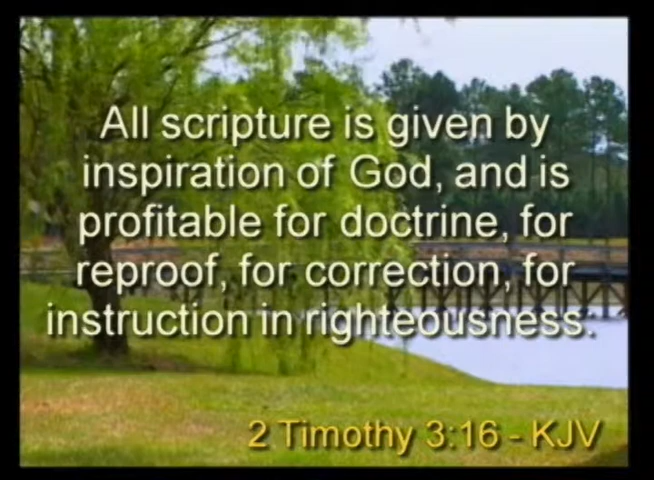 All scripture is given by
inspiration of God, and is
profitable for doctrine, for
reproof, for correction, for
instruction in righteousness.
2 Timothy 3:16 - KJV